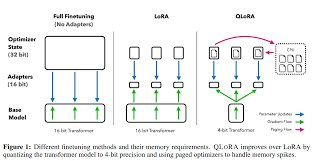 Full Finetuning
(No Adapters)
LoRA
QLoRA
Optimizer
State
(32 bit)
CPU
Adapters
(16 bit)
Base
Model
16-bit Transformer
16-bit Transformer
4-bit Transformer
Parameter Updates
Gradient Flow
Paging Flow
Figure 1: Different finetuning methods and their memory requirements. QLORA improves over LoRA by
quantizing the transformer model to 4-bit precision and using paged optimizers to handle memory spikes.